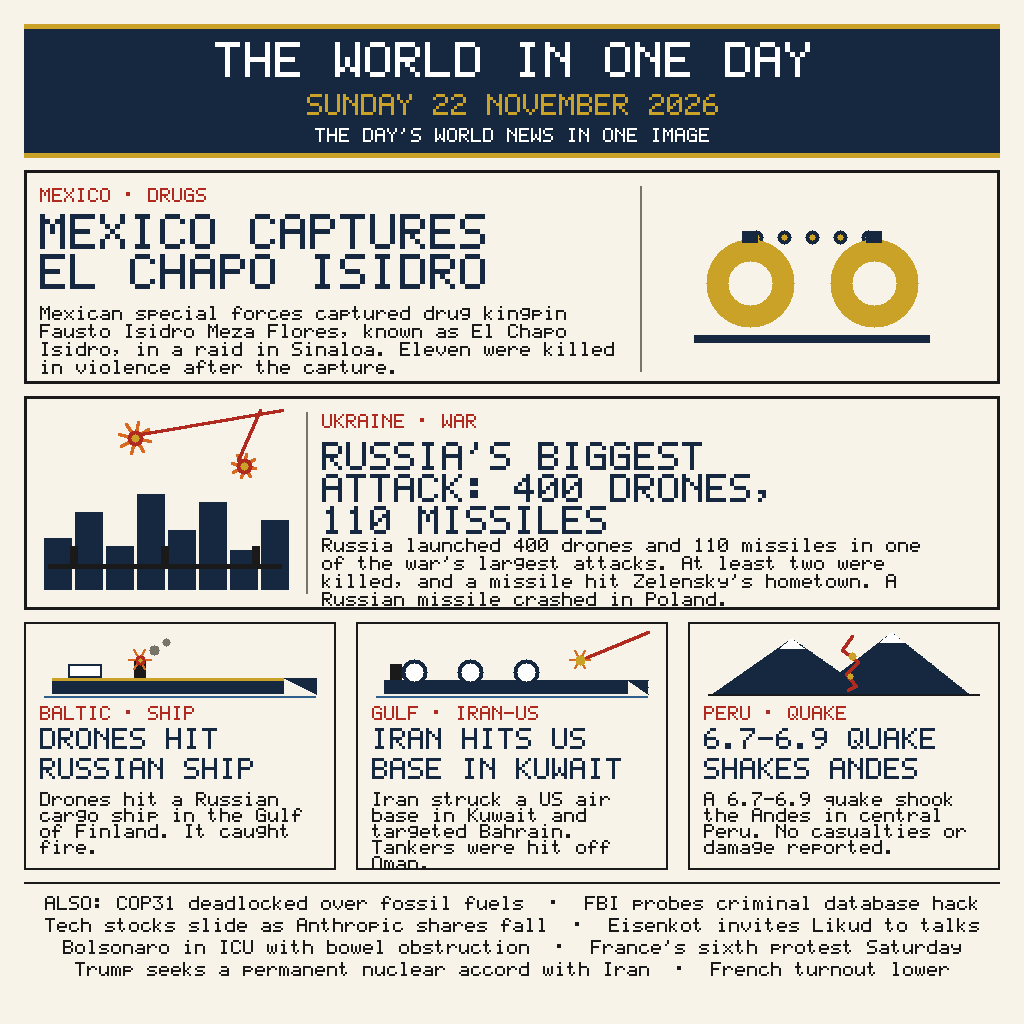 THE WORLD IN ONE DAY
SUNDAY 22 NOVEMBER 2026
THE DAY'S WORLD NEWS IN ONE IMAGE
MEXICO · DRUGS
MEXICO CAPTURES
EL CHAPO ISIDRO
Mexican special forces captured drug kingpin
Fausto Isidro Meza Flores, known as El Chapo
Isidro, in a raid in Sinaloa. Eleven were killed
in violence after the capture.
UKRAINE · WAR
RUSSIA'S BIGGEST
ATTACK: 400 DRONES,
110 MISSILES
Russia launched 400 drones and 110 missiles in one
of the war's largest attacks. At least two were
killed, and a missile hit Zelensky's hometown. A
Russian missile crashed in Poland.
BALTIC · SHIP
DRONES HIT
RUSSIAN SHIP
Drones hit a Russian
cargo ship in the Gulf
of Finland. It caught
fire.
GULF · IRAN-US
IRAN HITS US
BASE IN KUWAIT
Iran struck a US air
base in Kuwait and
targeted Bahrain.
Tankers were hit off
Oman.
PERU · QUAKE
6.7-6.9 QUAKE
SHAKES ANDES
A 6.7-6.9 quake shook
the Andes in central
Peru. No casualties or
damage reported.
ALSO: COP31 deadlocked over fossil fuels · FBI probes criminal database hack
Tech stocks slide as Anthropic shares fall · Eisenkot invites Likud to talks
Bolsonaro in ICU with bowel obstruction · France's sixth protest Saturday
Trump seeks a permanent nuclear accord with Iran · French turnout lower